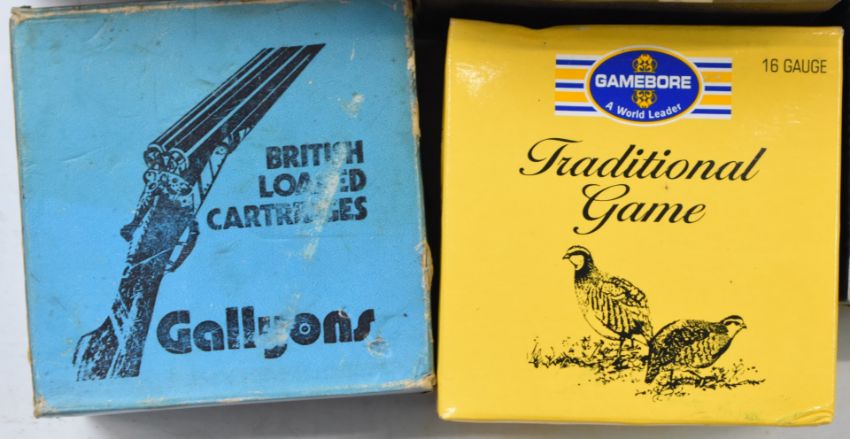 BRITISH
LOADED
CARTRIDGES
Gallyons
GAMEBORE
A World Leader
16 GAUGE
Traditional
Game